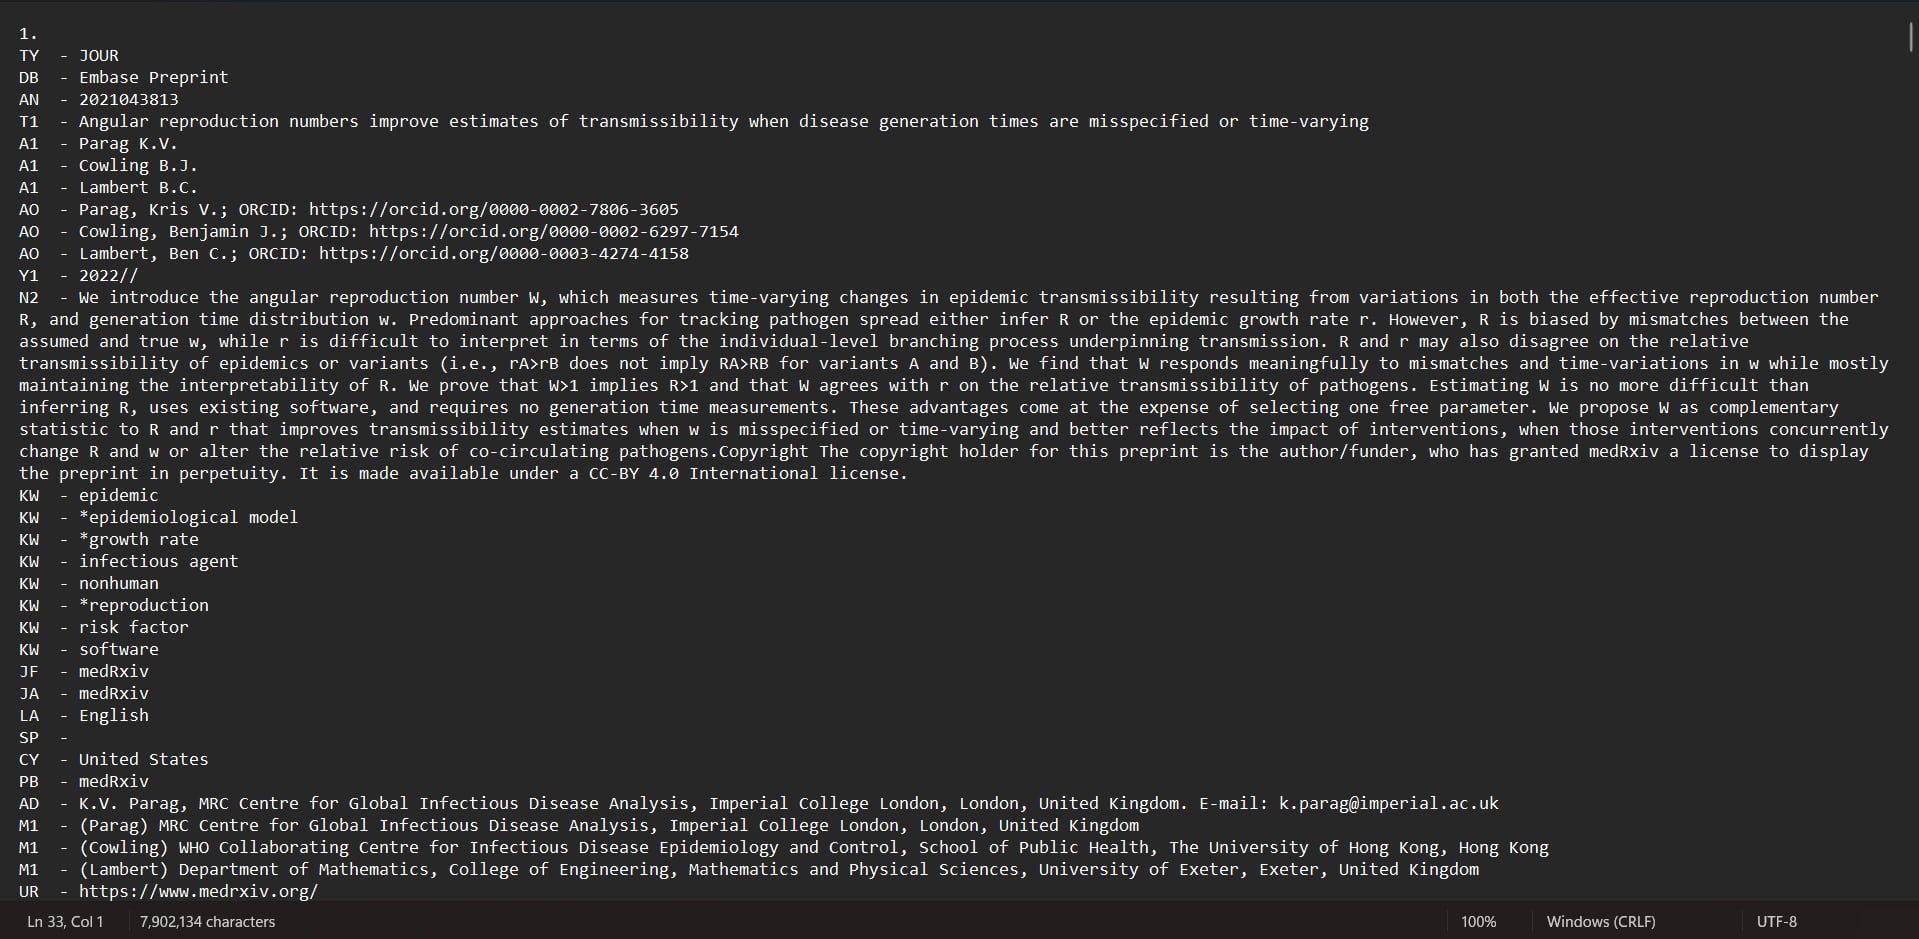 1.
TY  - JOUR
DB  - Embase Preprint
AN  - 2021043813
T1  - Angular reproduction numbers improve estimates of transmissibility when disease generation times are misspecified or time-varying
A1  - Parag K.V.
A1  - Cowling B.J.
A1  - Lambert B.C.
AO  - Parag, Kris V.; ORCID: https://orcid.org/0000-0002-7806-3605
AO  - Cowling, Benjamin J.; ORCID: https://orcid.org/0000-0002-6297-7154
AO  - Lambert, Ben C.; ORCID: https://orcid.org/0000-0003-4274-4158
Y1  - 2022//
N2  - We introduce the angular reproduction number W, which measures time-varying changes in epidemic transmissibility resulting from variations in both the effective reproduction number
R, and generation time distribution w. Predominant approaches for tracking pathogen spread either infer R or the epidemic growth rate r. However, R is biased by mismatches between the
assumed and true w, while r is difficult to interpret in terms of the individual-level branching process underpinning transmission. R and r may also disagree on the relative
transmissibility of epidemics or variants (i.e., rA>rB does not imply RA>RB for variants A and B). We find that W responds meaningfully to mismatches and time-variations in w while mostly
maintaining the interpretability of R. We prove that W>1 implies R>1 and that W agrees with r on the relative transmissibility of pathogens. Estimating W is no more difficult than
inferring R, uses existing software, and requires no generation time measurements. These advantages come at the expense of selecting one free parameter. We propose W as complementary
statistic to R and r that improves transmissibility estimates when w is misspecified or time-varying and better reflects the impact of interventions, when those interventions concurrently
change R and w or alter the relative risk of co-circulating pathogens.Copyright The copyright holder for this preprint is the author/funder, who has granted medRxiv a license to display
the preprint in perpetuity. It is made available under a CC-BY 4.0 International license.
KW  - epidemic
KW  - *epidemiological model
KW  - *growth rate
KW  - infectious agent
KW  - nonhuman
KW  - *reproduction
KW  - risk factor
KW  - software
JF  - medRxiv
JA  - medRxiv
LA  - English
SP  -
CY  - United States
PB  - medRxiv
AD  - K.V. Parag, MRC Centre for Global Infectious Disease Analysis, Imperial College London, London, United Kingdom. E-mail: k.parag@imperial.ac.uk
M1  - (Parag) MRC Centre for Global Infectious Disease Analysis, Imperial College London, London, United Kingdom
M1  - (Cowling) WHO Collaborating Centre for Infectious Disease Epidemiology and Control, School of Public Health, The University of Hong Kong, Hong Kong
M1  - (Lambert) Department of Mathematics, College of Engineering, Mathematics and Physical Sciences, University of Exeter, Exeter, United Kingdom
UR  - https://www.medrxiv.org/
Ln 33, Col 1 7,902,134 characters 100% Windows (CRLF) UTF-8